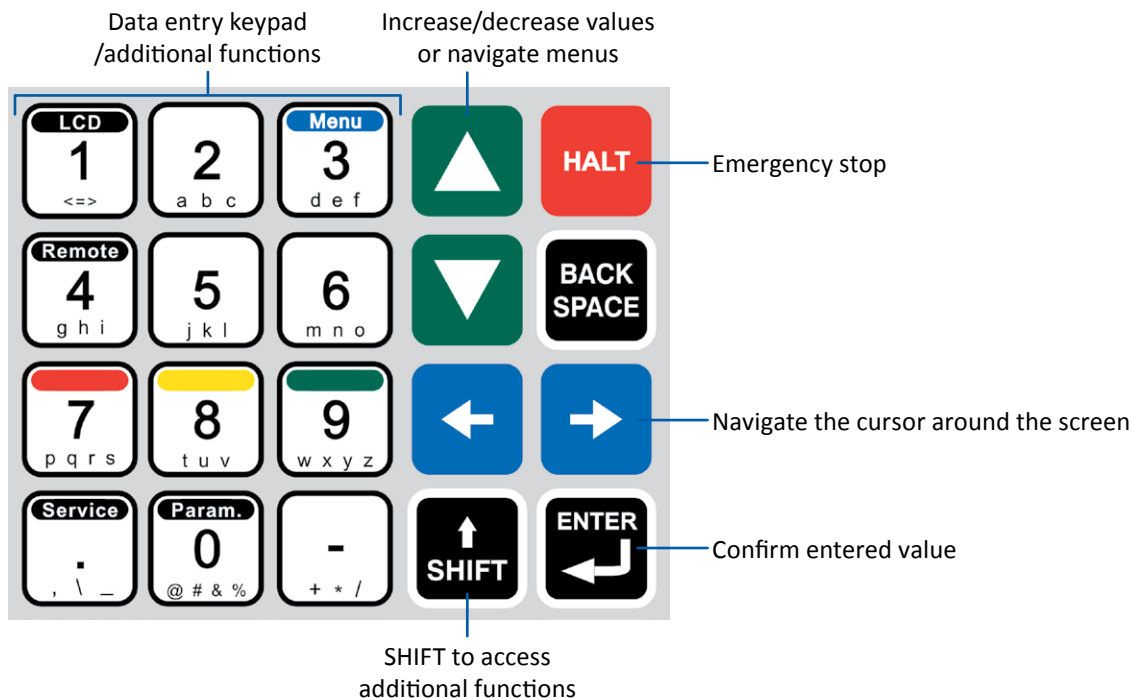 Data entry keypad
/additional functions
Increase/decrease values
or navigate menus
LCD
1
<=>
2
a b c
Menu
3
d e f
HALT
Emergency stop
Remote
4
g h i
5
j k l
6
m n o
BACK
SPACE
7
p q r s
8
t u v
9
w x y z
Navigate the cursor around the screen
Service
.
, \ _
Param.
0
@ # & %
-
+ * /
SHIFT
ENTER
Confirm entered value
SHIFT to access
additional functions